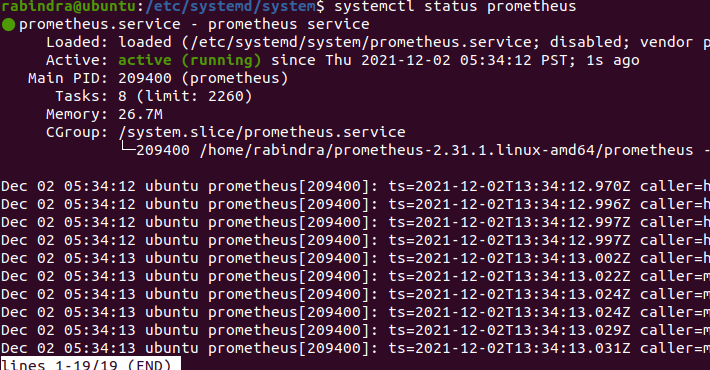 rabindra@ubuntu:/etc/systemd/system$ systemctl status prometheus
● prometheus.service - prometheus service
Loaded: loaded (/etc/systemd/system/prometheus.service; disabled; vendor p
Active: active (running) since Thu 2021-12-02 05:34:12 PST; 1s ago
Main PID: 209400 (prometheus)
Tasks: 8 (limit: 2260)
Memory: 26.7M
CGroup: /system.slice/prometheus.service
└─209400 /home/rabindra/prometheus-2.31.1.linux-amd64/prometheus -
Dec 02 05:34:12 ubuntu prometheus[209400]: ts=2021-12-02T13:34:12.970Z caller=h
Dec 02 05:34:12 ubuntu prometheus[209400]: ts=2021-12-02T13:34:12.996Z caller=h
Dec 02 05:34:12 ubuntu prometheus[209400]: ts=2021-12-02T13:34:12.997Z caller=h
Dec 02 05:34:12 ubuntu prometheus[209400]: ts=2021-12-02T13:34:12.997Z caller=h
Dec 02 05:34:13 ubuntu prometheus[209400]: ts=2021-12-02T13:34:13.002Z caller=h
Dec 02 05:34:13 ubuntu prometheus[209400]: ts=2021-12-02T13:34:13.022Z caller=m
Dec 02 05:34:13 ubuntu prometheus[209400]: ts=2021-12-02T13:34:13.024Z caller=m
Dec 02 05:34:13 ubuntu prometheus[209400]: ts=2021-12-02T13:34:13.024Z caller=m
Dec 02 05:34:13 ubuntu prometheus[209400]: ts=2021-12-02T13:34:13.029Z caller=m
Dec 02 05:34:13 ubuntu prometheus[209400]: ts=2021-12-02T13:34:13.031Z caller=m
lines 1-19/19 (END)